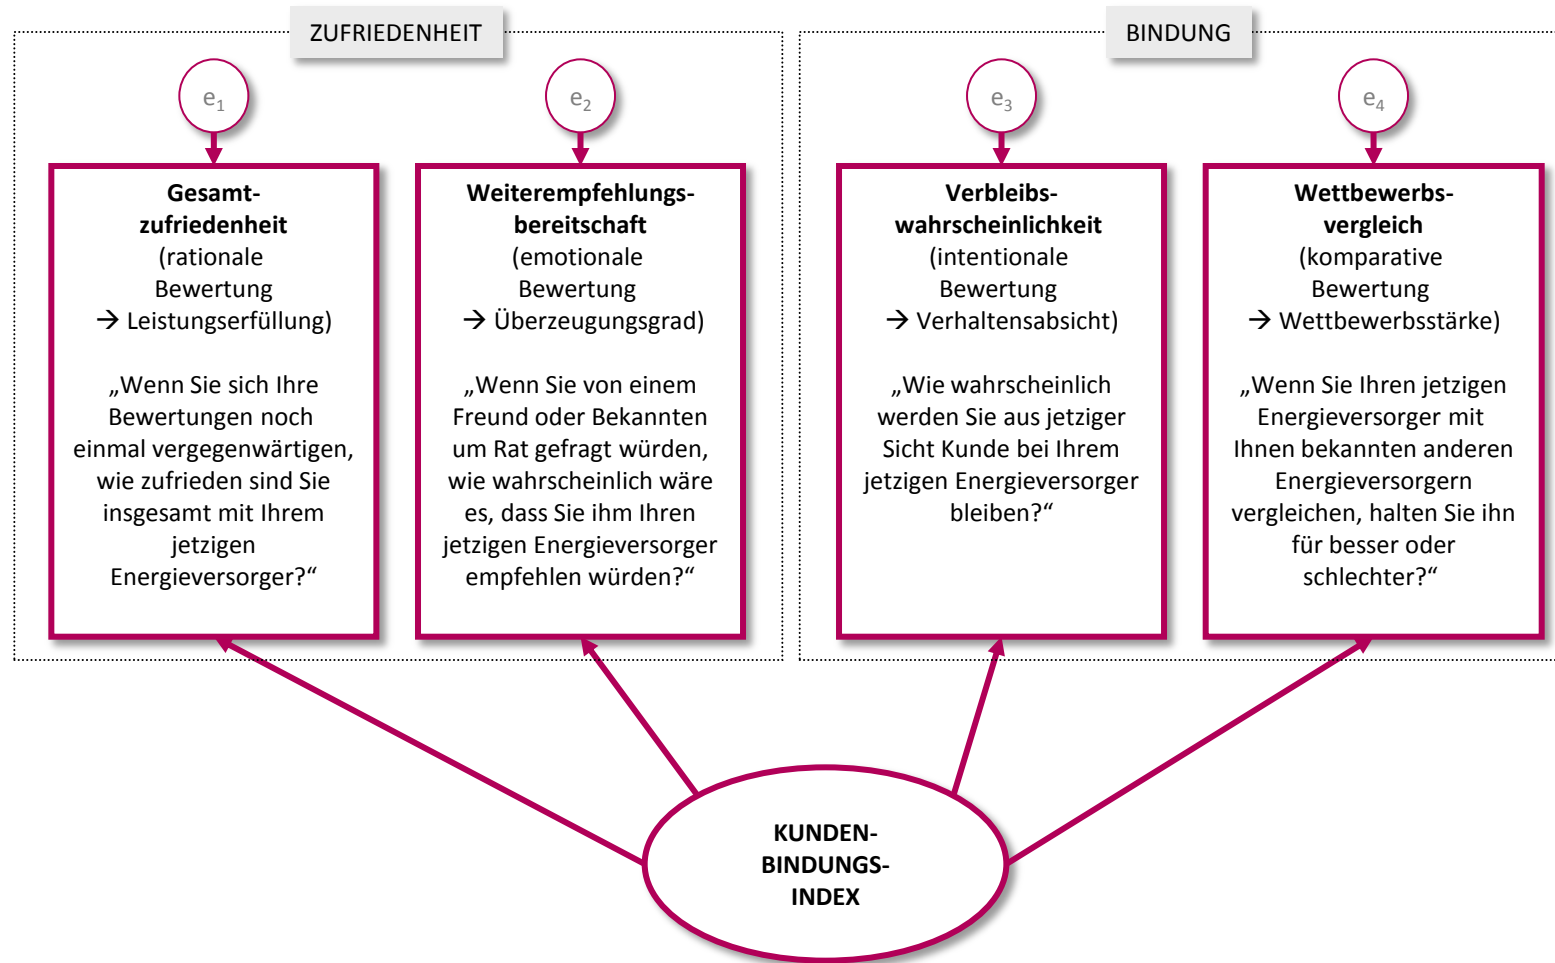 ZUFRIEDENHEIT
BINDUNG
e1
e2
e3
e4
Gesamt-
zufriedenheit
(rationale
Bewertung
→ Leistungserfüllung)
„Wenn Sie sich Ihre
Bewertungen noch
einmal vergegenwärtigen,
wie zufrieden sind Sie
insgesamt mit Ihrem
jetzigen
Energieversorger?“
Weiterempfehlungs-
bereitschaft
(emotionale
Bewertung
→ Überzeugungsgrad)
„Wenn Sie von einem
Freund oder Bekannten
um Rat gefragt würden,
wie wahrscheinlich wäre
es, dass Sie ihm Ihren
jetzigen Energieversorger
empfehlen würden?“
Verbleibs-
wahrscheinlichkeit
(intentionale
Bewertung
→ Verhaltensabsicht)
„Wie wahrscheinlich
werden Sie aus jetziger
Sicht Kunde bei Ihrem
jetzigen Energieversorger
bleiben?“
Wettbewerbs-
vergleich
(komparative
Bewertung
→ Wettbewerbsstärke)
„Wenn Sie Ihren jetzigen
Energieversorger mit
Ihnen bekannten anderen
Energieversorgern
vergleichen, halten Sie ihn
für besser oder
schlechter?“
KUNDEN-
BINDUNGS-
INDEX